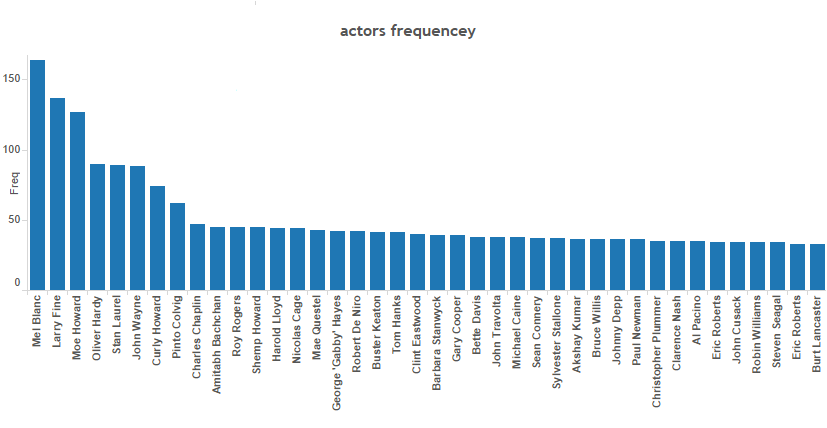 actors frequencey
150
100
50
0
Freq
Mel Blanc
Larry Fine
Moe Howard
Oliver Hardy
Stan Laurel
John Wayne
Curly Howard
Pinto Colvig
Charles Chaplin
Amitabh Bachchan
Roy Rogers
Shemp Howard
Harold Lloyd
Nicolas Cage
Mae Questel
George 'Gabby' Hayes
Robert De Niro
Buster Keaton
Tom Hanks
Clint Eastwood
Barbara Stanwyck
Gary Cooper
Bette Davis
John Travolta
Michael Caine
Sean Connery
Sylvester Stallone
Akshay Kumar
Bruce Willis
Johnny Depp
Paul Newman
Christopher Plummer
Clarence Nash
Al Pacino
Eric Roberts
John Cusack
Robin Williams
Steven Seagal
Eric Roberts
Burt Lancaster